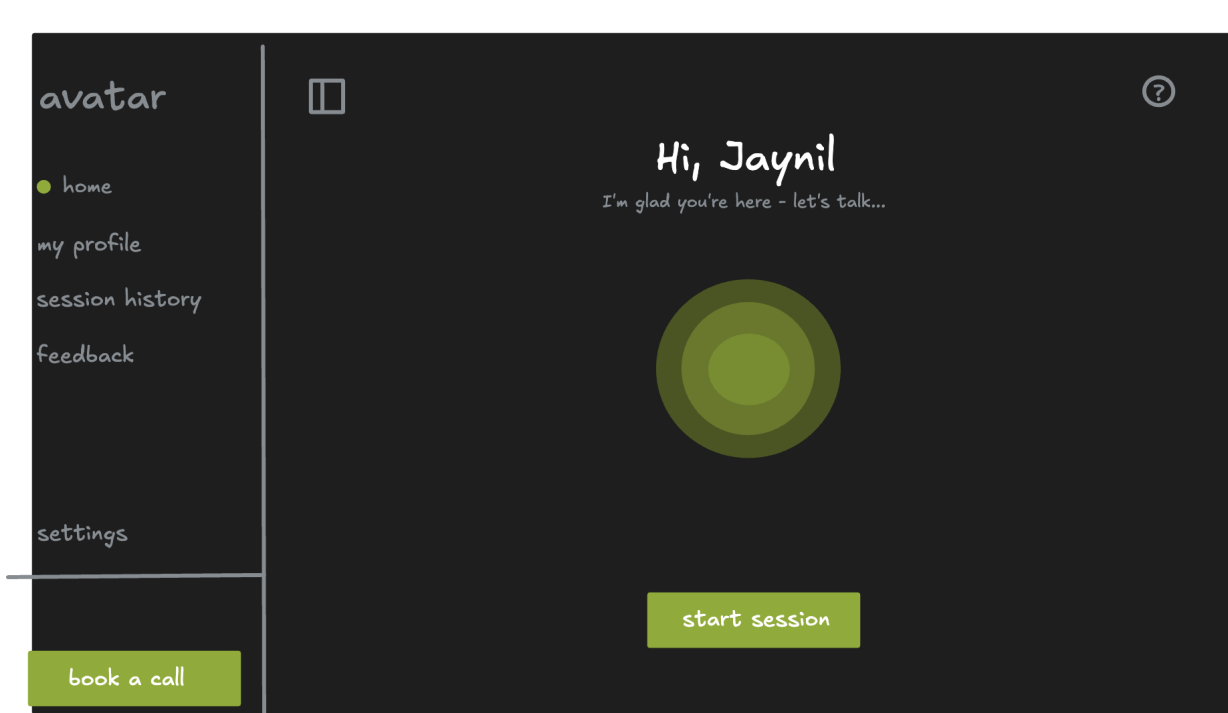 avatar
home
my profile
session history
feedback
settings
book a call
?
Hi, Jaynil
I'm glad you're here - let's talk...
start session